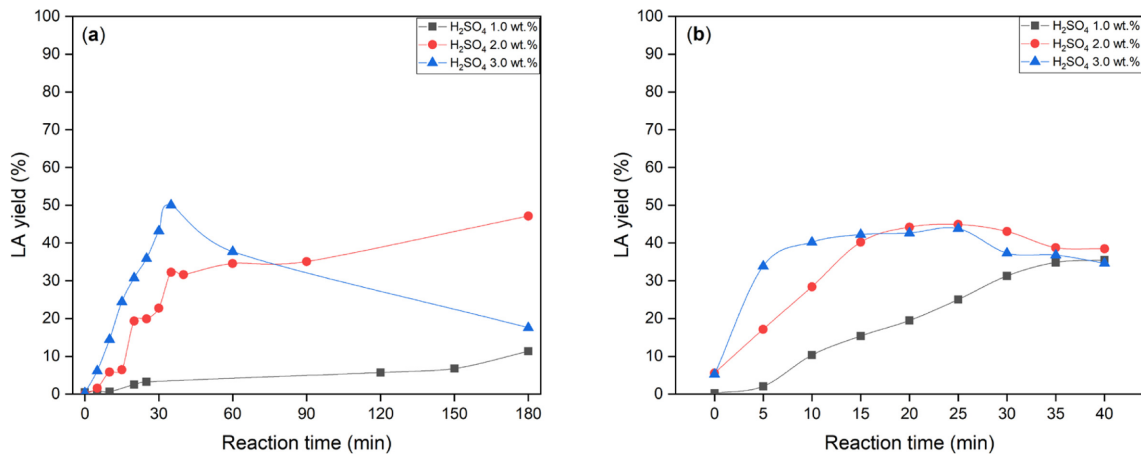 (a)
H₂SO₄ 1.0 wt.%
H₂SO₄ 2.0 wt.%
H₂SO₄ 3.0 wt.%
LA yield (%)
100
90
80
70
60
50
40
30
20
10
0
0 30 60 90 120 150 180
Reaction time (min)
(b)
H₂SO₄ 1.0 wt.%
H₂SO₄ 2.0 wt.%
H₂SO₄ 3.0 wt.%
LA yield (%)
100
90
80
70
60
50
40
30
20
10
0
0 5 10 15 20 25 30 35 40
Reaction time (min)